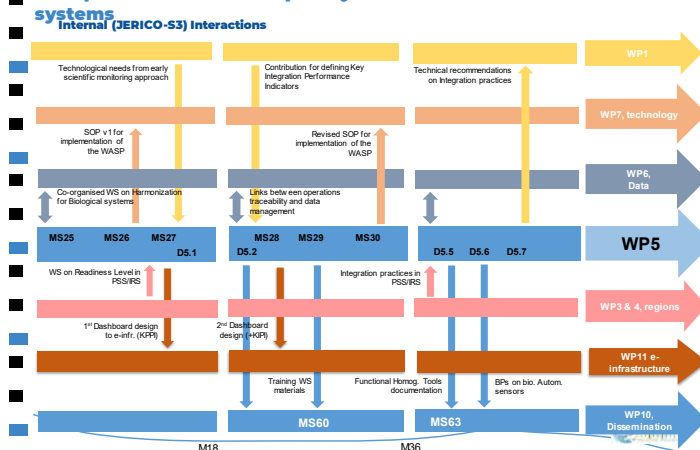 systems
Internal (JERICO-S3) Interactions
WP1
Technological needs from early
scientific monitoring approach
Contribution for defining Key
Integration Performance
Indicators
Technical recommendations
on Integration practices
WP7, technology
SOP v1 for
implementation of
the WASP
Revised SOP for
implementation of the
WASP
WP6,
Data
Co-organised WS on Harmonization
for Biological systems
Links between operations
traceability and data
management
MS25 MS26 MS27
D5.1
MS28 MS29 MS30
D5.2
D5.5 D5.6 D5.7
WP5
WS on Readiness Level in
PSS/IRS
Integration practices in
PSS/IRS
WP3 & 4, regions
1st Dashboard design
to e-infr. (KPPI)
2nd Dashboard
design (+KIPI)
WP11 e-
infrastructure
Training WS
materials
Functional Homog. Tools
documentation
BPs on bio. Autom.
sensors
MS60
MS63
WP10,
Dissemination
M18
M36